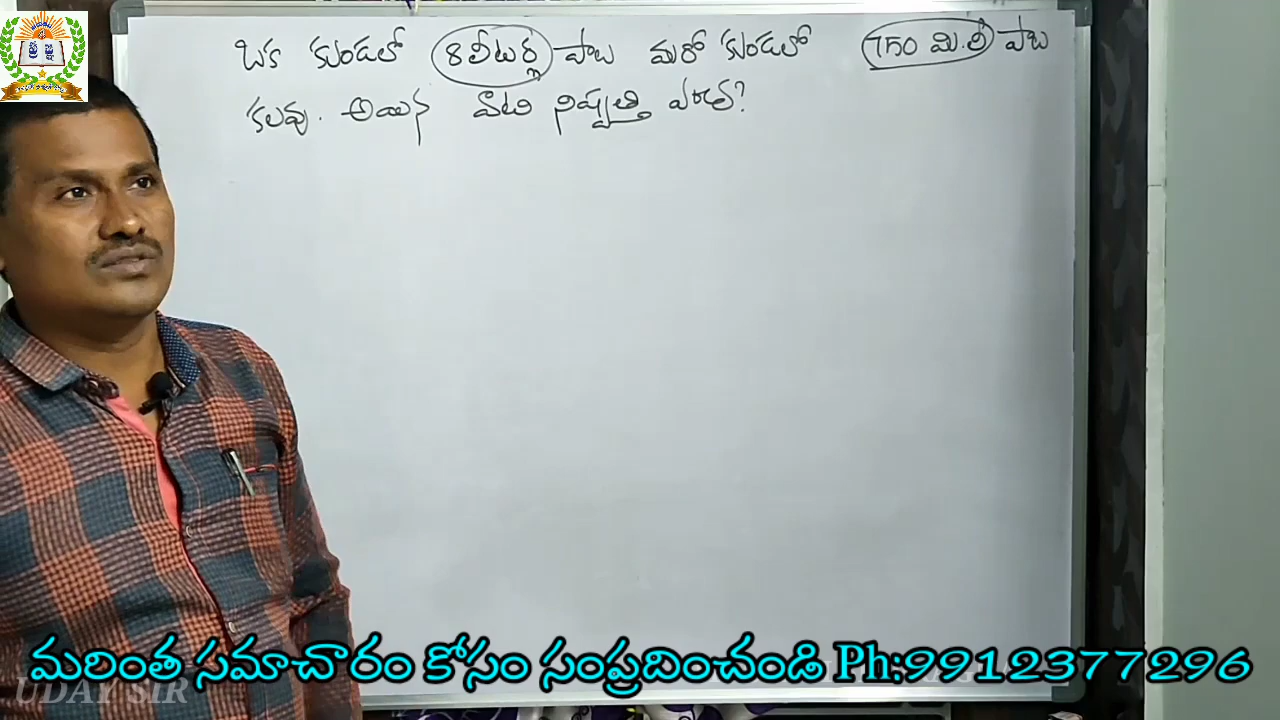 ఒక కుండలో 8 లీటర్ల పాలు మరో కుండలో 750 మి.లీ పాలు
కలవు. అయిన వాటి నిష్పత్తి ఎంత?
మరింత సమాచారం కోసం సంప్రదించండి Ph:9912377296
UDAY SIR